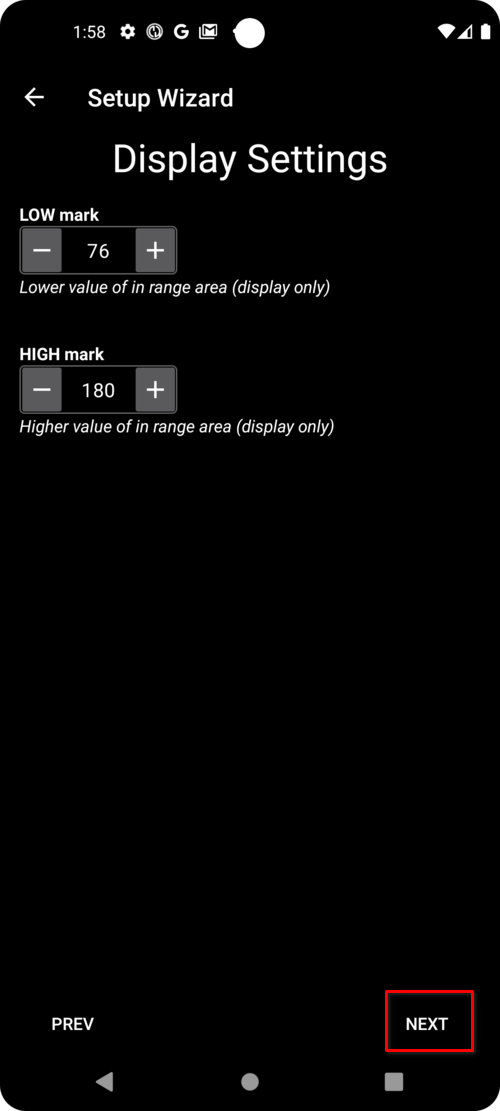 1:58
Setup Wizard
Display Settings
LOW mark
− 76 +
Lower value of in range area (display only)
HIGH mark
− 180 +
Higher value of in range area (display only)
PREV NEXT